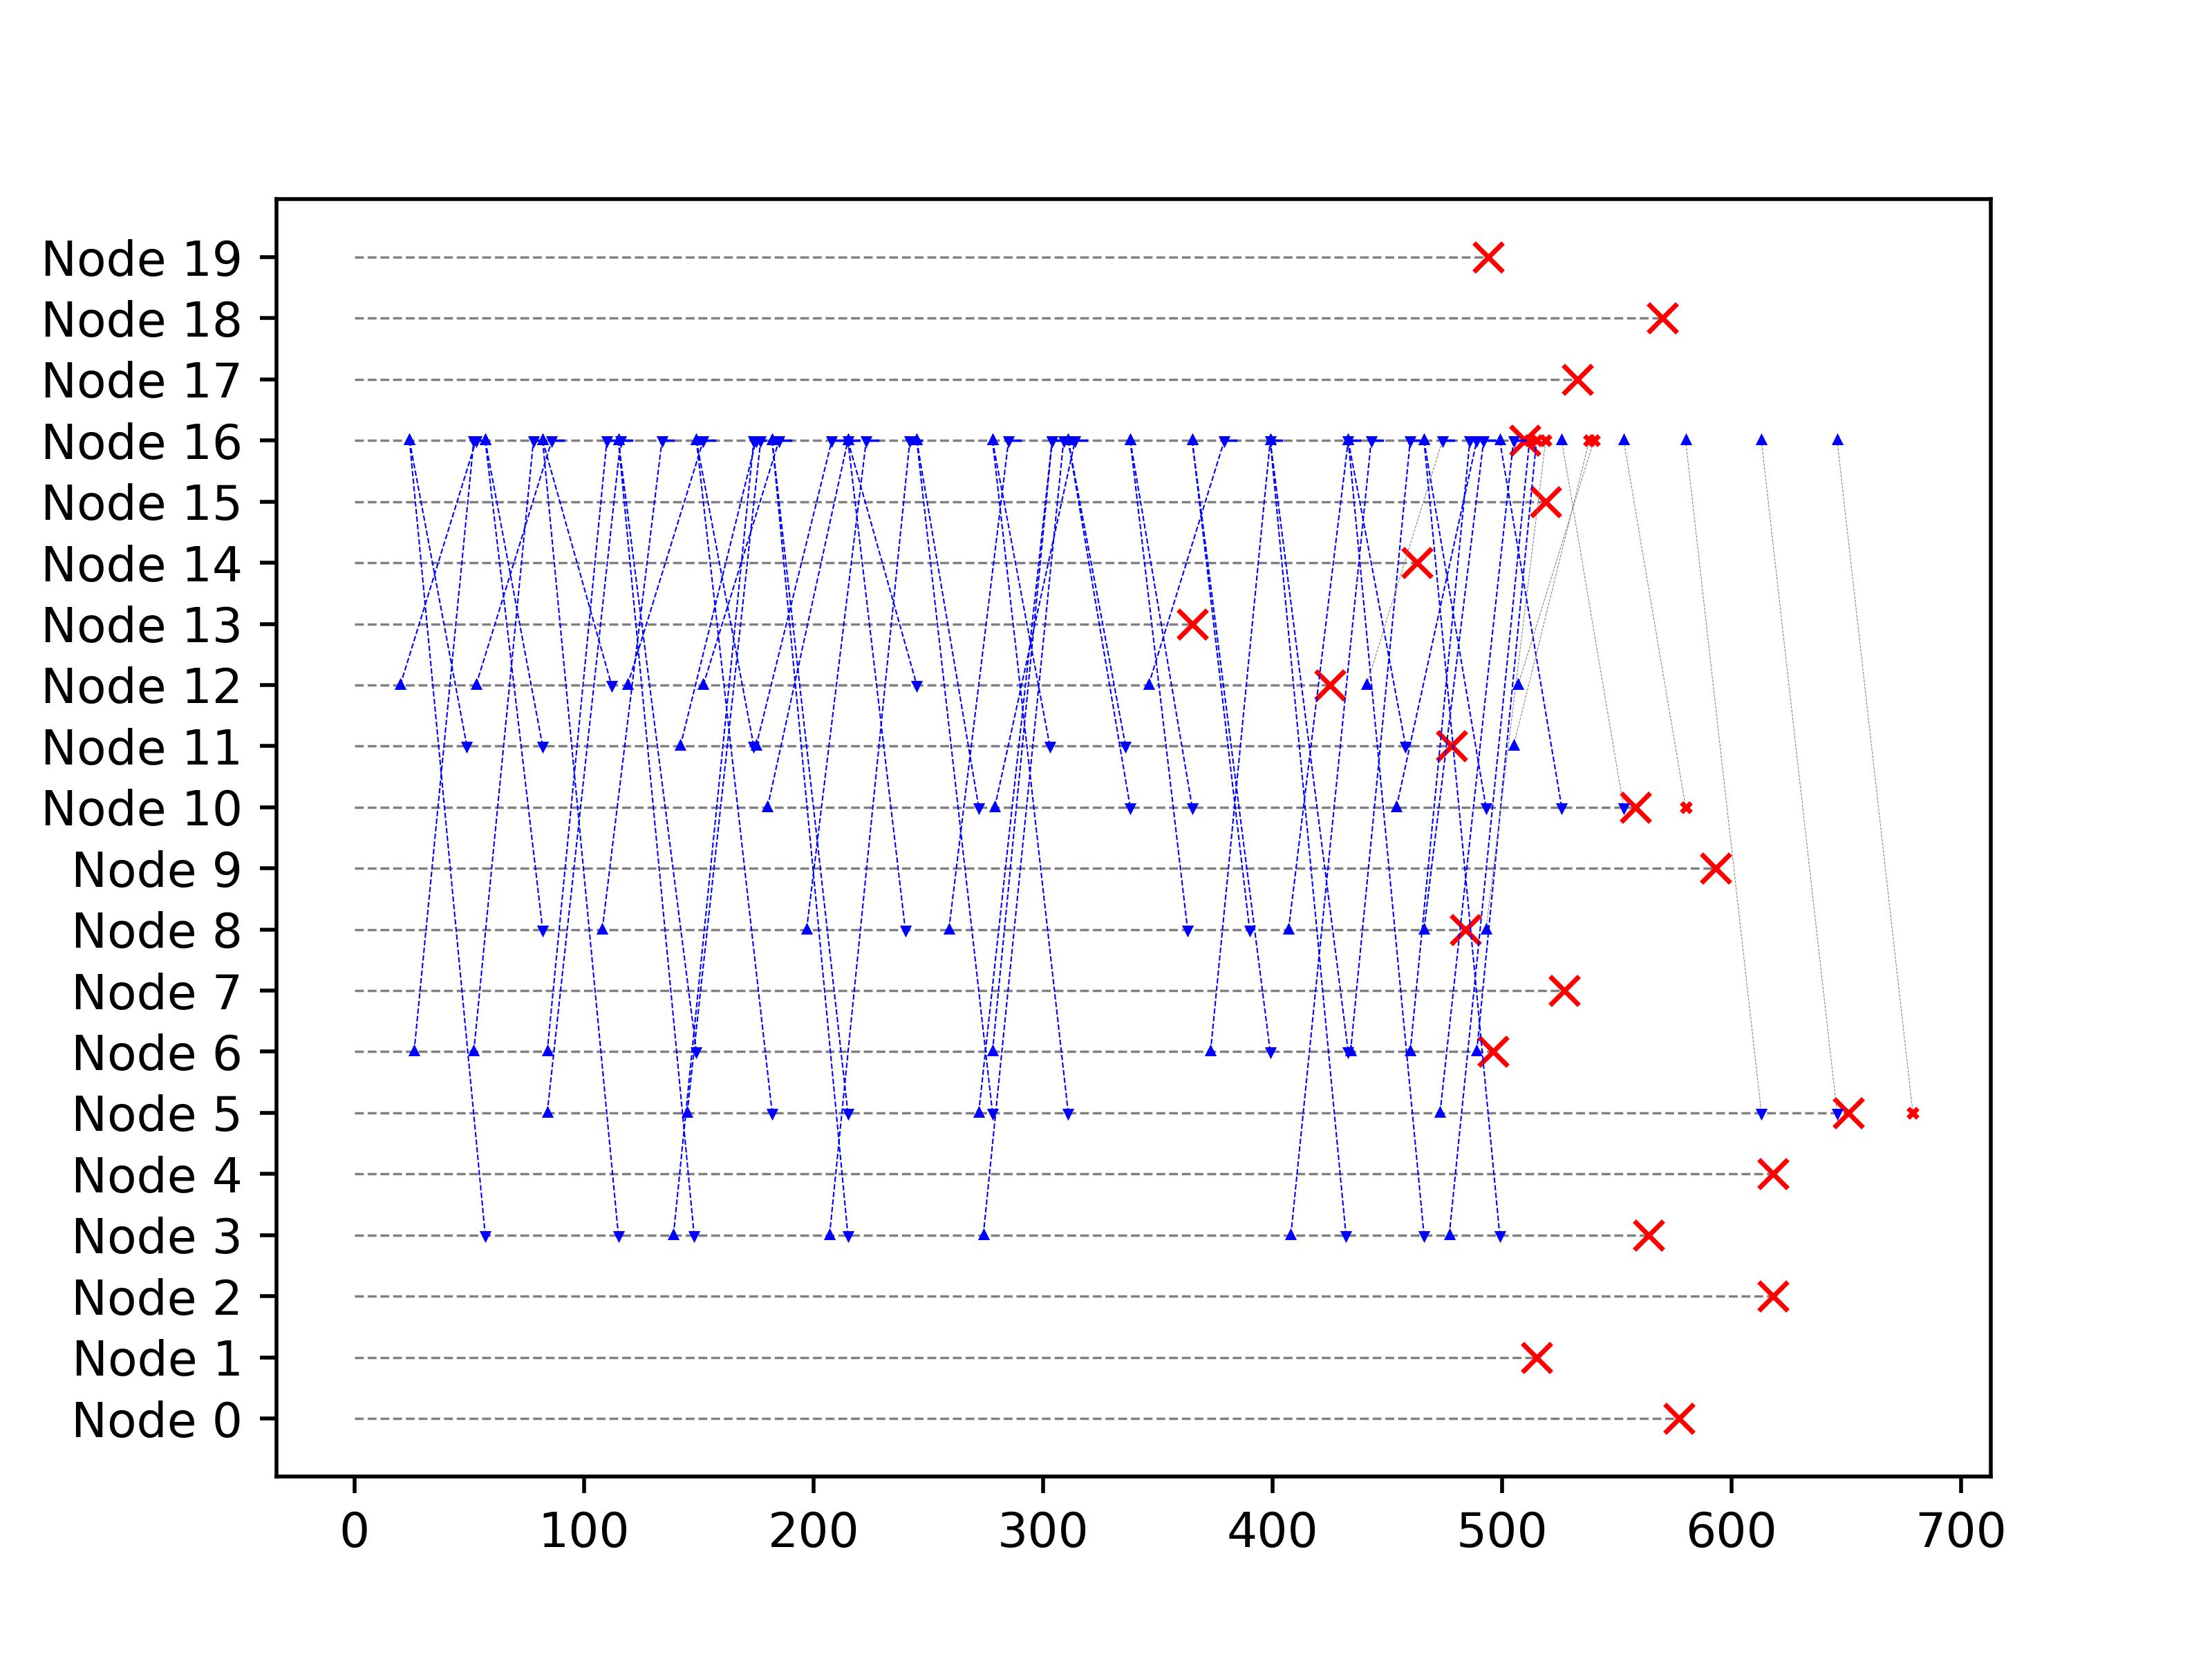 Node 19
Node 18
Node 17
Node 16
Node 15
Node 14
Node 13
Node 12
Node 11
Node 10
Node 9
Node 8
Node 7
Node 6
Node 5
Node 4
Node 3
Node 2
Node 1
Node 0
0 100 200 300 400 500 600 700